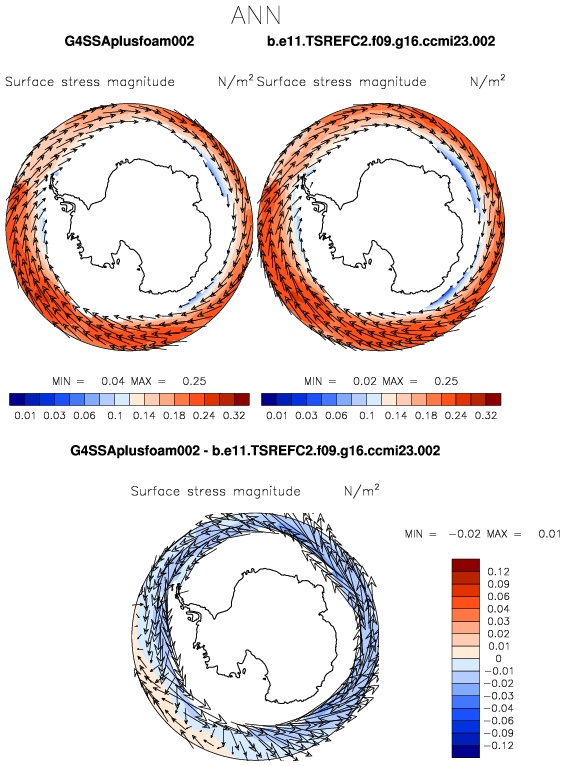 ANN
G4SSAplusfoam002 b.e11.TSREFC2.f09.g16.ccmi23.002
Surface stress magnitude N/m² Surface stress magnitude N/m²
MIN = 0.04 MAX = 0.25 MIN = 0.02 MAX = 0.25
0.01 0.03 0.06 0.1 0.14 0.18 0.24 0.32 0.01 0.03 0.06 0.1 0.14 0.18 0.24 0.32
G4SSAplusfoam002 - b.e11.TSREFC2.f09.g16.ccmi23.002
Surface stress magnitude N/m²
MIN = −0.02 MAX = 0.01
0.12
0.09
0.06
0.04
0.03
0.02
0.01
0
−0.01
−0.02
−0.03
−0.04
−0.06
−0.09
−0.12